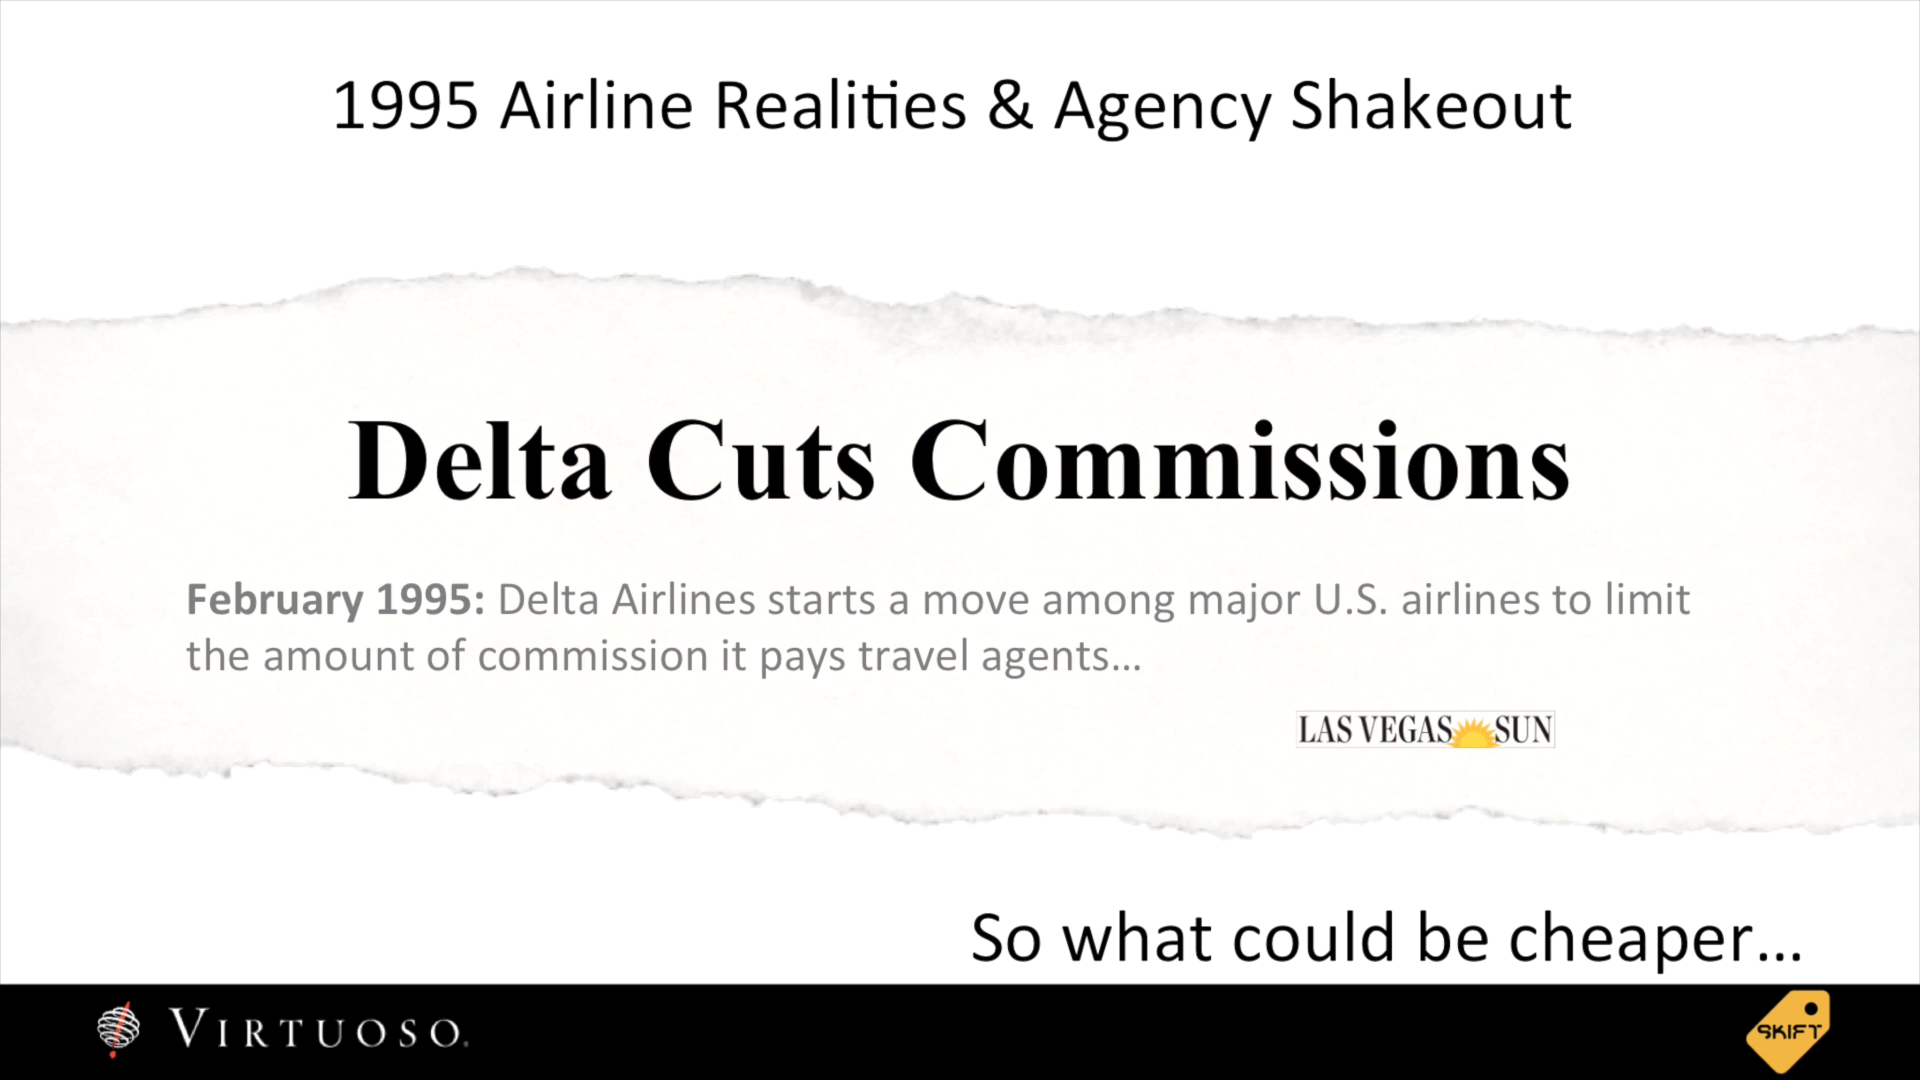 1995 Airline Realities & Agency Shakeout
Delta Cuts Commissions
February 1995: Delta Airlines starts a move among major U.S. airlines to limit
the amount of commission it pays travel agents...
LAS VEGAS SUN
So what could be cheaper...
VIRTUOSO.
SKIFT